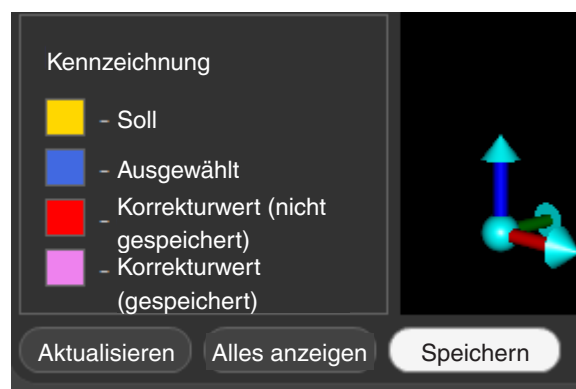 Kennzeichnung
- Soll
- Ausgewählt
- Korrekturwert (nicht
gespeichert)
- Korrekturwert
(gespeichert)
Aktualisieren Alles anzeigen Speichern